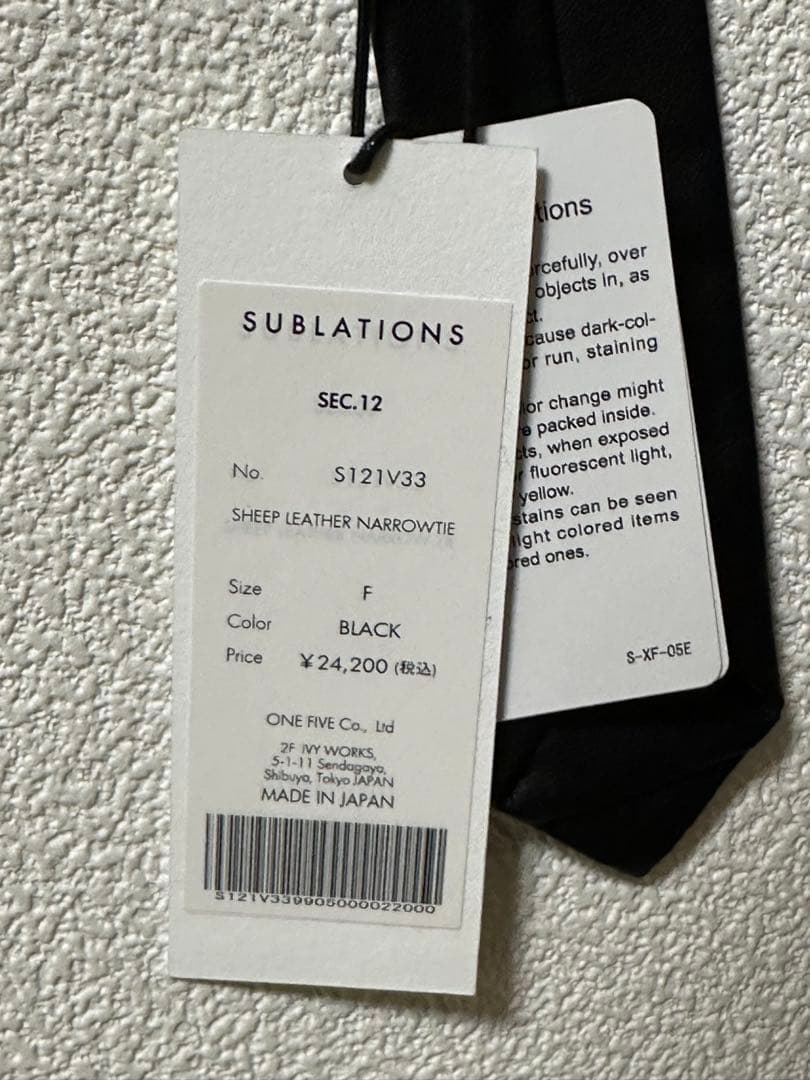 SUBLATIONS
SEC.12
No. S121V33
SHEEP LEATHER NARROWTIE
Size F
Color BLACK
Price ¥24,200 (税込)
ONE FIVE Co., Ltd
2F IVY WORKS,
5-1-11 Sendagaya,
Shibuya, Tokyo JAPAN
MADE IN JAPAN
S121V339905000022000
tions
rcefully, over
objects in, as
ct.
cause dark-col-
or run, staining
lor change might
e packed inside.
cts, when exposed
r fluorescent light,
yellow.
stains can be seen
light colored items
ored ones.
S-XF-05E